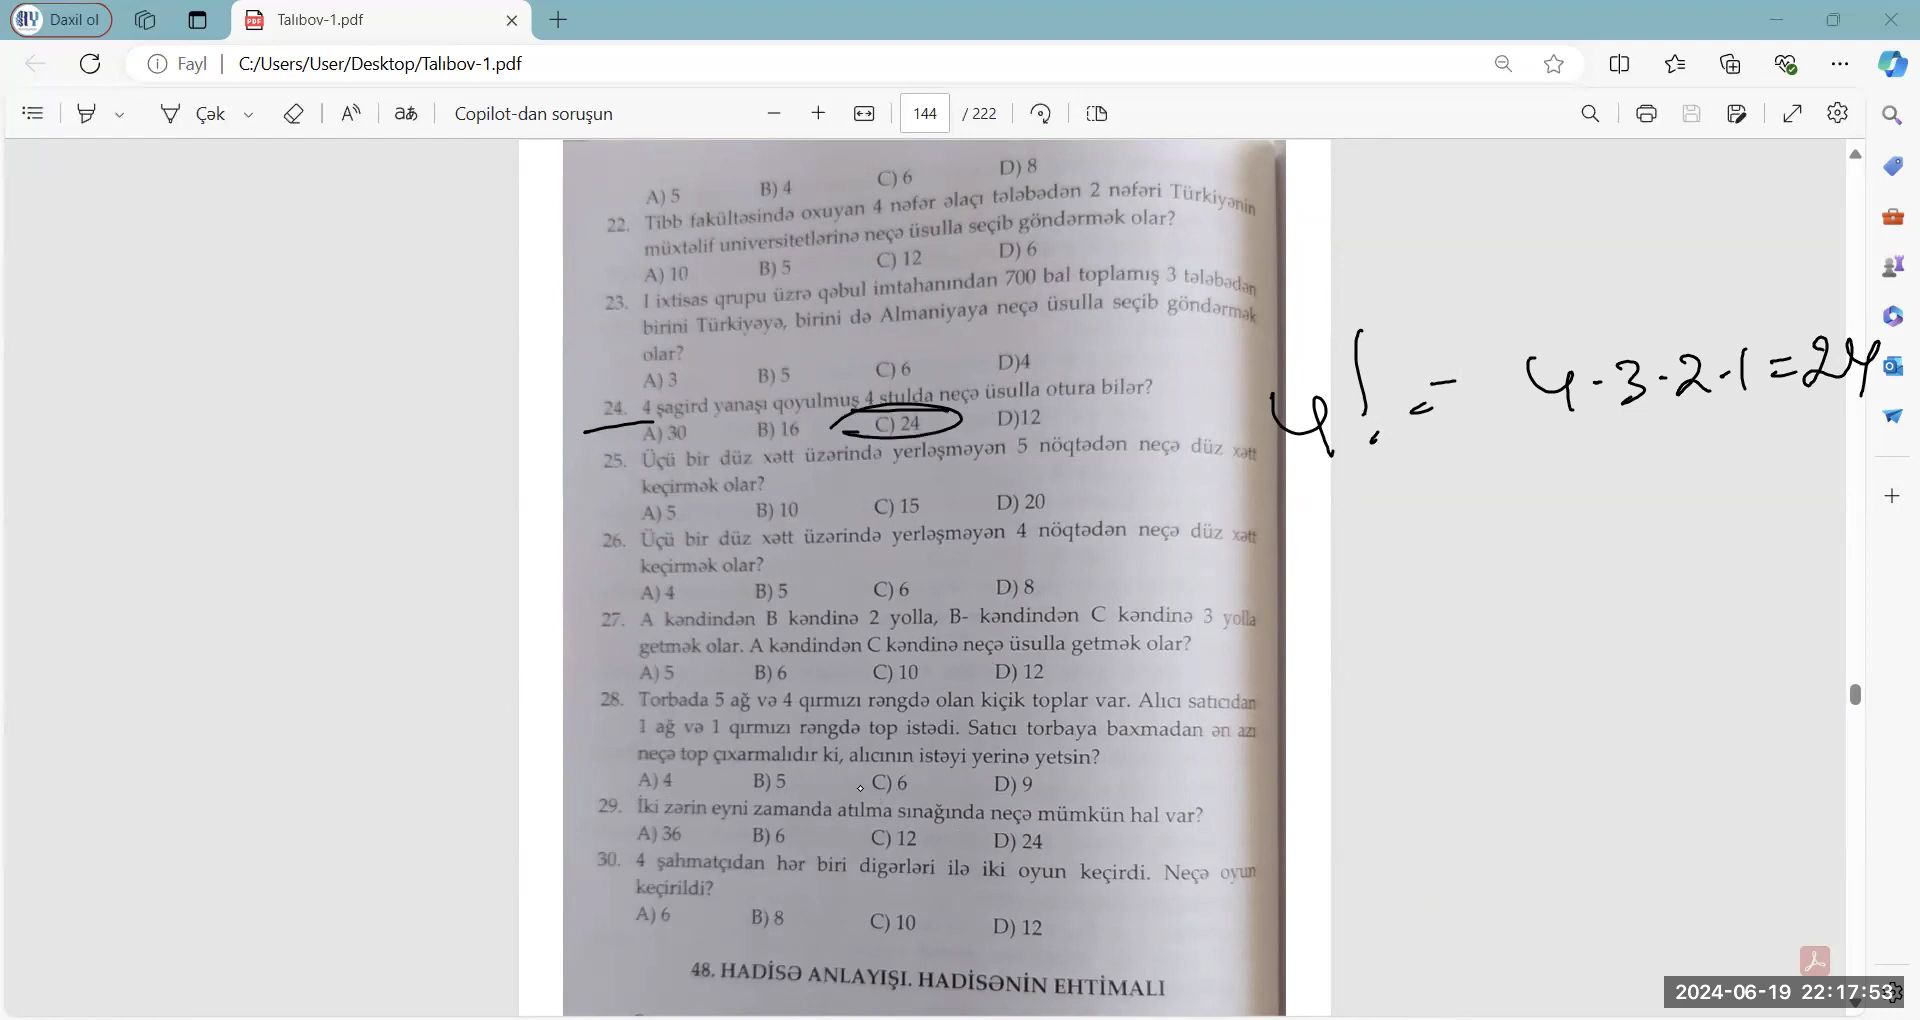 Daxil ol
Talıbov-1.pdf
Fayl
C:/Users/User/Desktop/Talıbov-1.pdf
Çək
aあ
Copilot-dan soruşun
144 / 222
A) 5 B) 4 C) 6 D) 8
22. Tibb fakültəsində oxuyan 4 nəfər əlaçı tələbədən 2 nəfəri Türkiyənin
müxtəlif universitetlərinə neçə üsulla seçib göndərmək olar?
A) 10 B) 5 C) 12 D) 6
23. I ixtisas qrupu üzrə qəbul imtahanından 700 bal toplamış 3 tələbədən
birini Türkiyəyə, birini də Almaniyaya neçə üsulla seçib göndərmək
olar?
A) 3 B) 5 C) 6 D)4
24. 4 şagird yanaşı qoyulmuş 4 stulda neçə üsulla otura bilər?
A) 30 B) 16 C) 24 D)12
4! = 4·3·2·1=24
25. Üçü bir düz xətt üzərində yerləşməyən 5 nöqtədən neçə düz xətt
keçirmək olar?
A) 5 B) 10 C) 15 D) 20
26. Üçü bir düz xətt üzərində yerləşməyən 4 nöqtədən neçə düz xətt
keçirmək olar?
A) 4 B) 5 C) 6 D) 8
27. A kəndindən B kəndinə 2 yolla, B- kəndindən C kəndinə 3 yolla
getmək olar. A kəndindən C kəndinə neçə üsulla getmək olar?
A) 5 B) 6 C) 10 D) 12
28. Torbada 5 ağ və 4 qırmızı rəngdə olan kiçik toplar var. Alıcı satıcıdan
1 ağ və 1 qırmızı rəngdə top istədi. Satıcı torbaya baxmadan ən azı
neçə top çıxarmalıdır ki, alıcının istəyi yerinə yetsin?
A) 4 B) 5 C) 6 D) 9
29. İki zərin eyni zamanda atılma sınağında neçə mümkün hal var?
A) 36 B) 6 C) 12 D) 24
30. 4 şahmatçıdan hər biri digərləri ilə iki oyun keçirdi. Neçə oyun
keçirildi?
A) 6 B) 8 C) 10 D) 12
48. HADİSƏ ANLAYIŞI. HADİSƏNİN EHTİMALI
2024-06-19 22:17:53